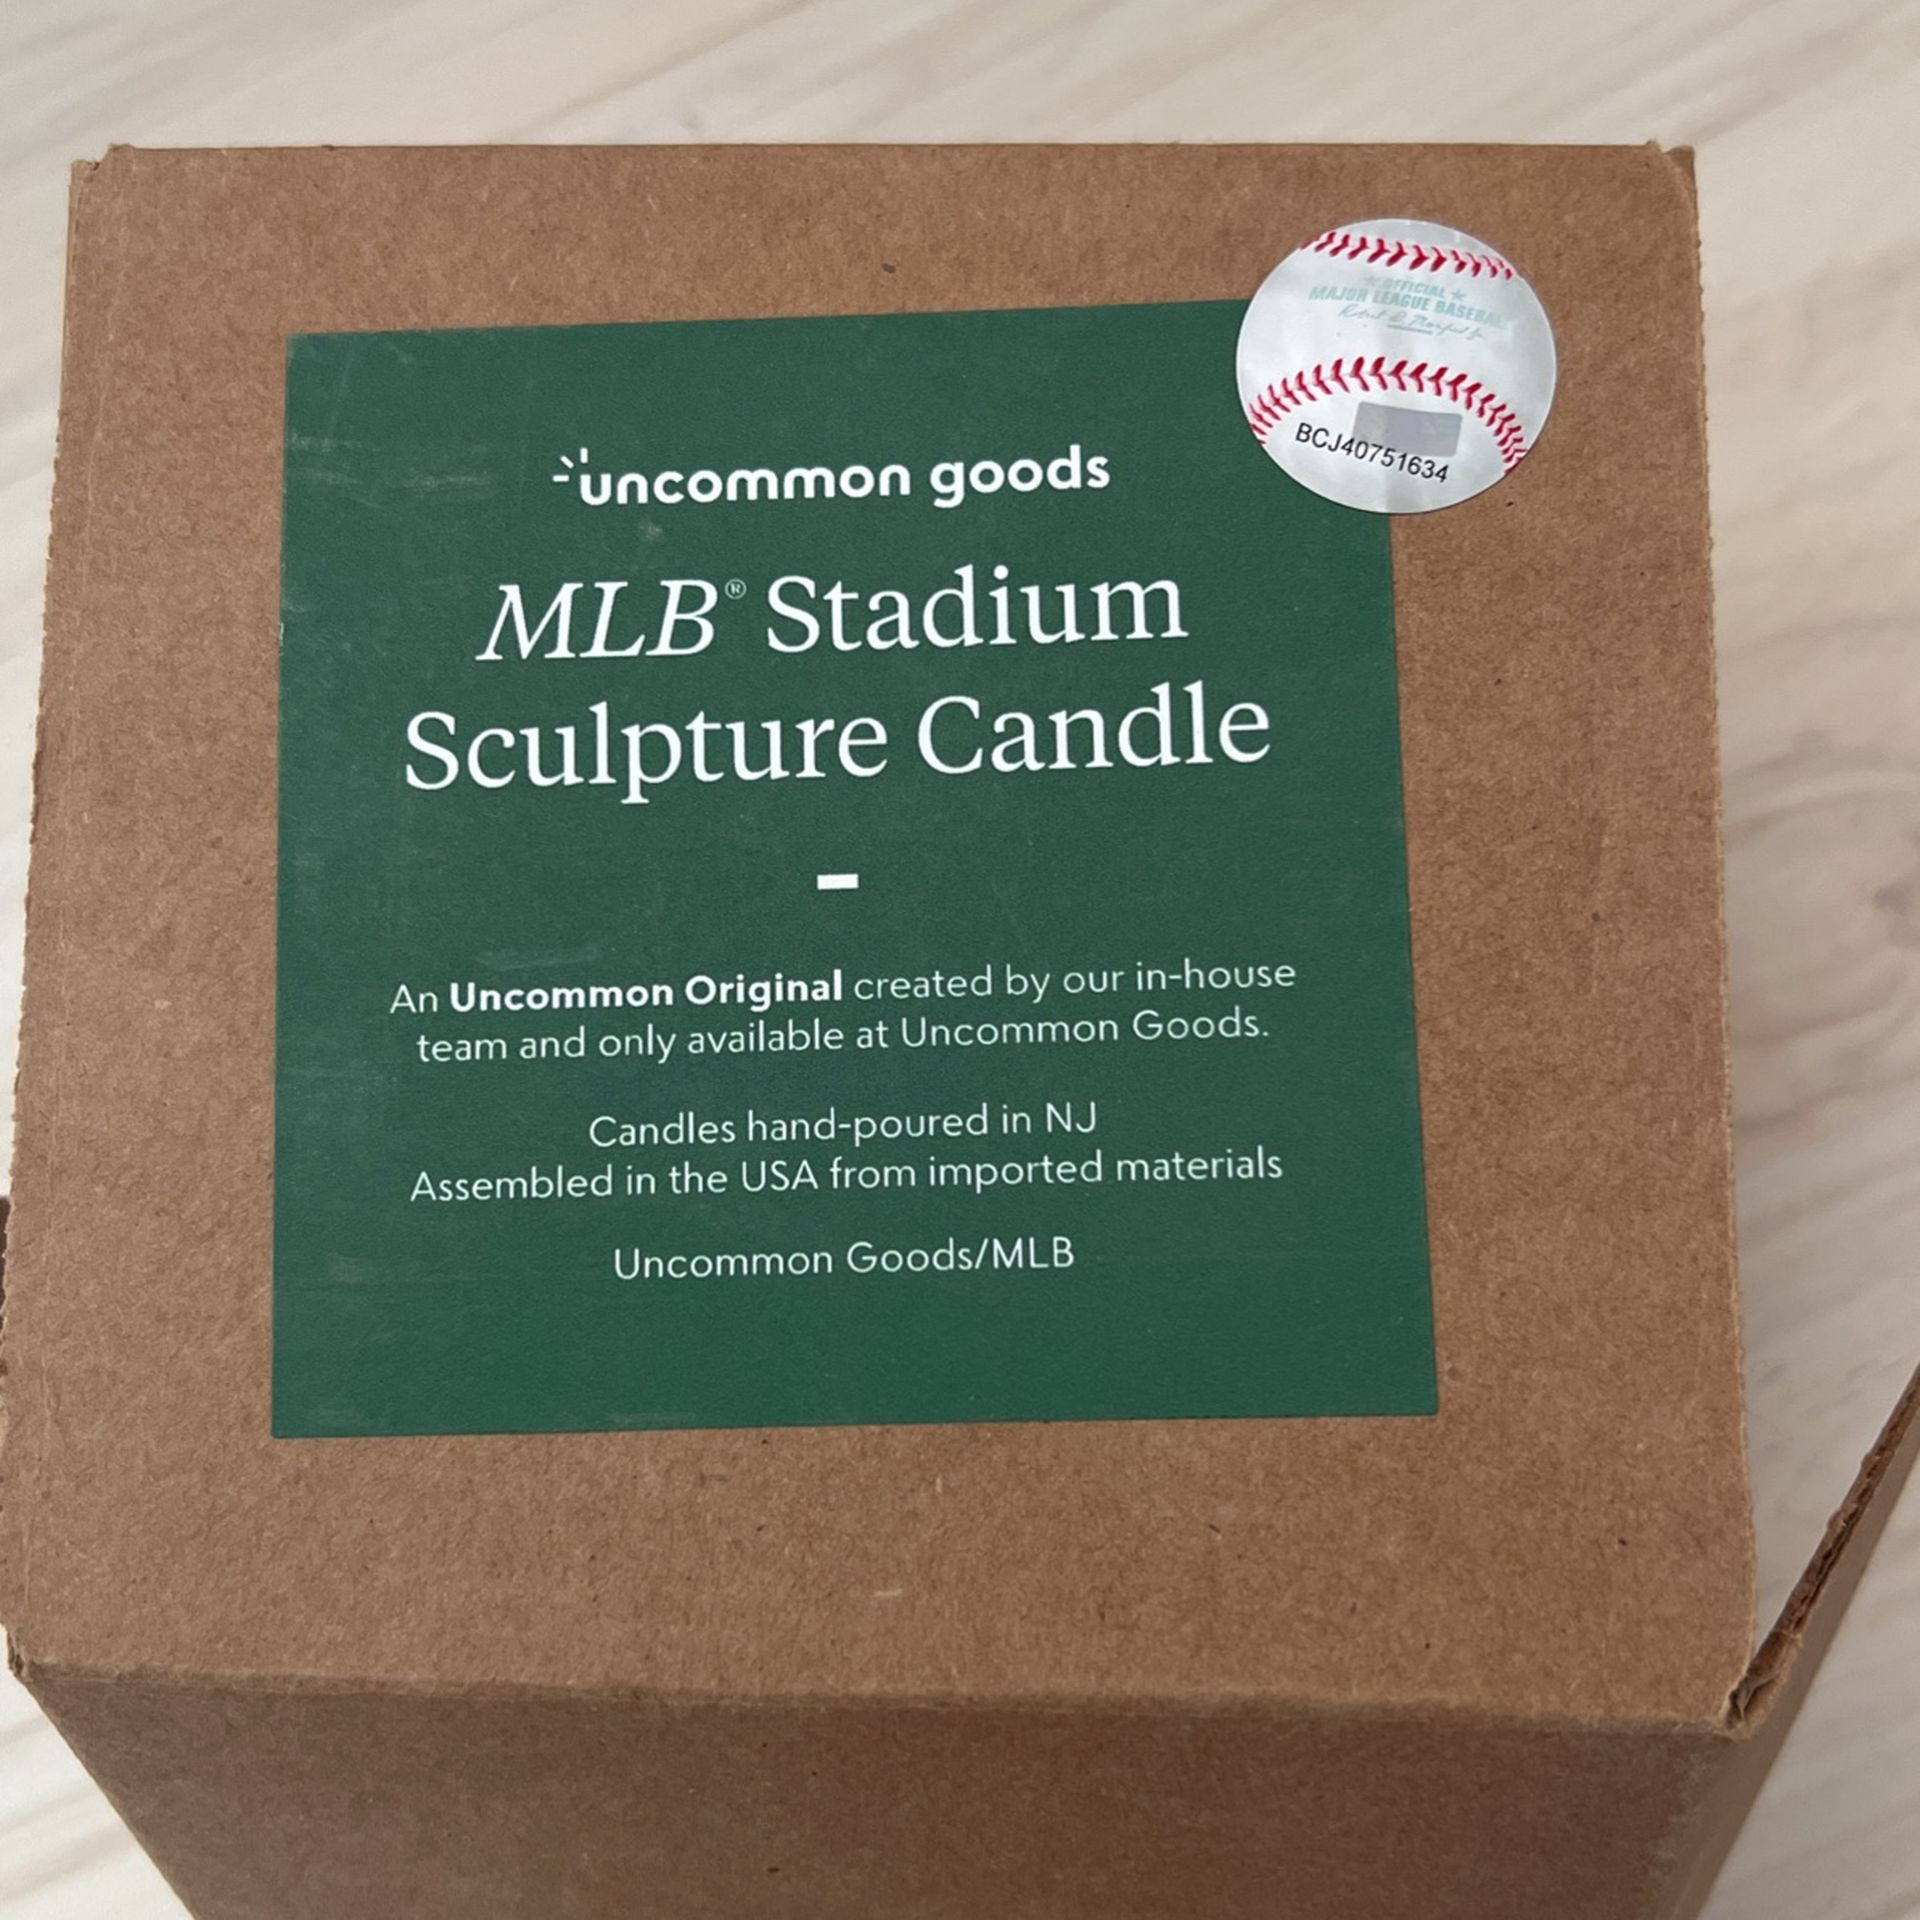 OFFICIAL
MAJOR LEAGUE BASEBALL
BCJ40751634
uncommon goods
MLB® Stadium
Sculpture Candle
An Uncommon Original created by our in-house
team and only available at Uncommon Goods.
Candles hand-poured in NJ
Assembled in the USA from imported materials
Uncommon Goods/MLB